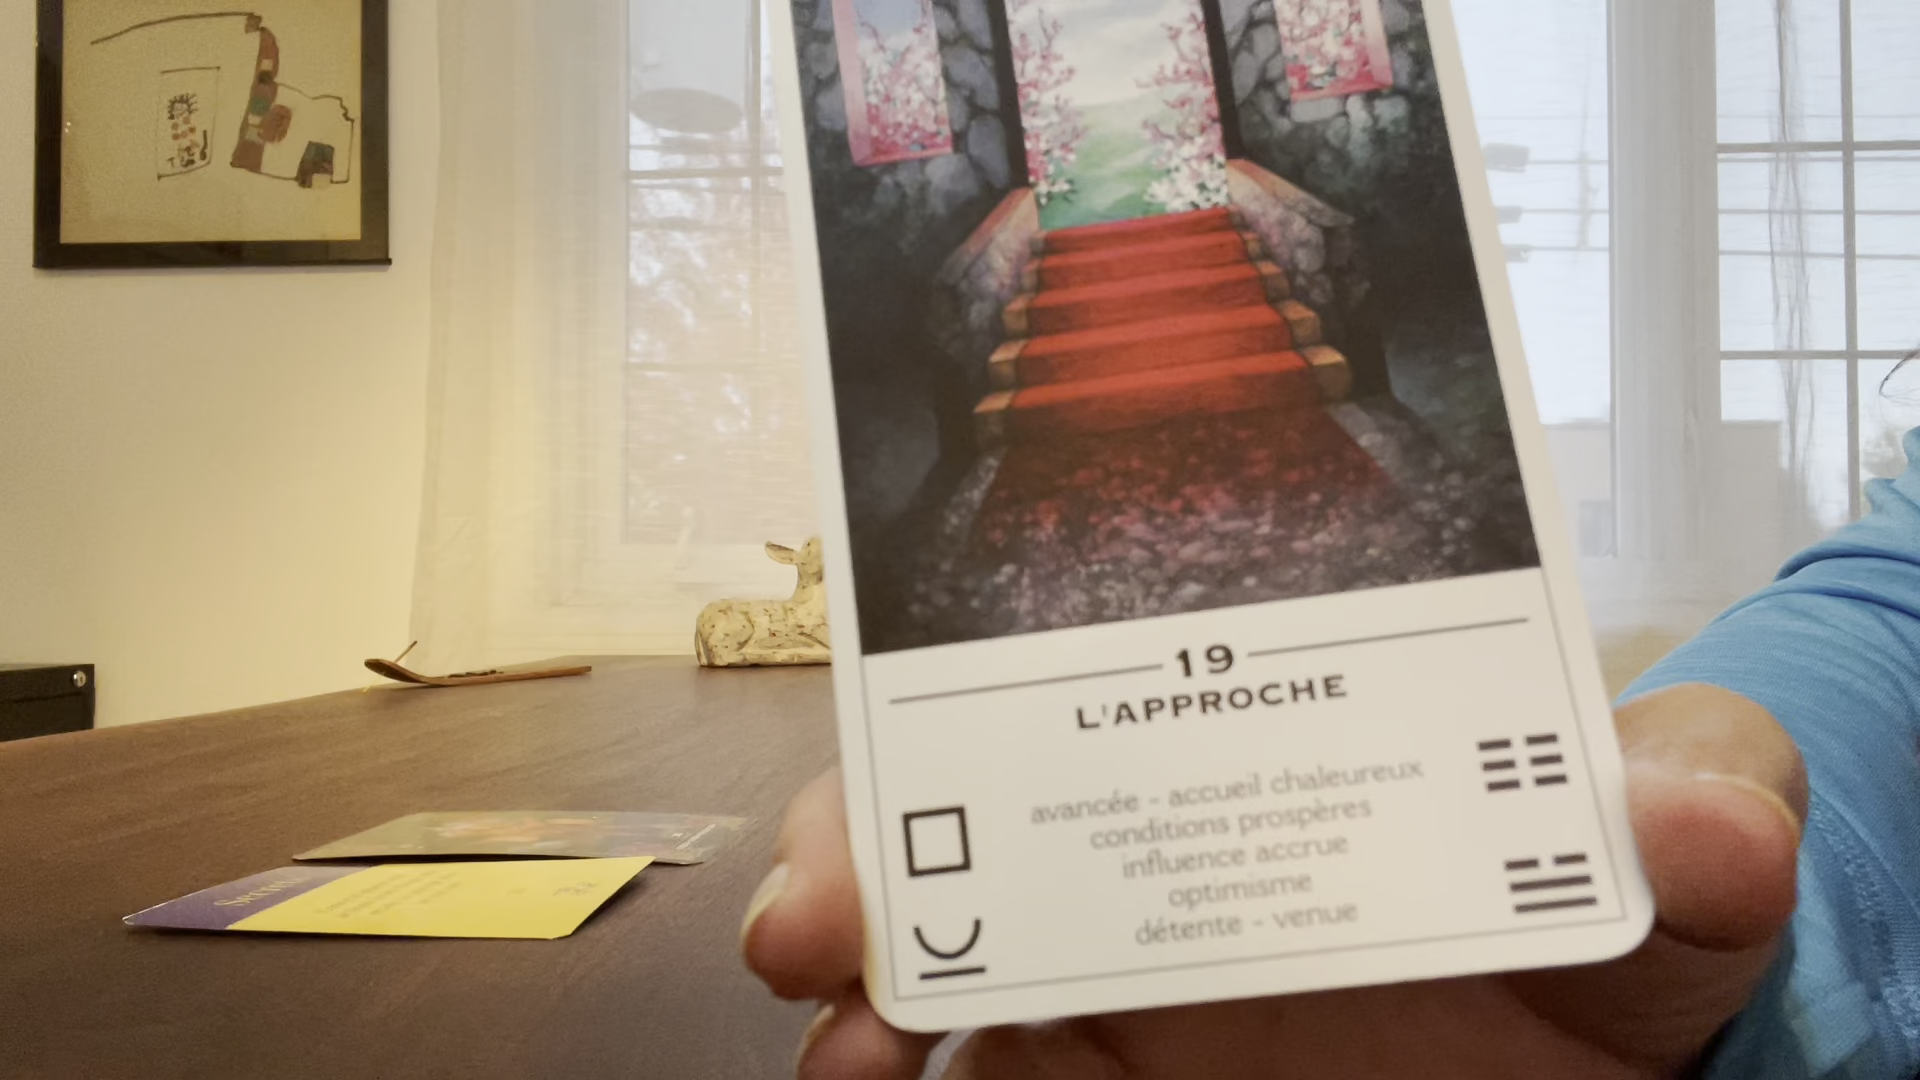 19
L'APPROCHE
avancée - accueil chaleureux
conditions prospères
influence accrue
optimisme
détente - venue